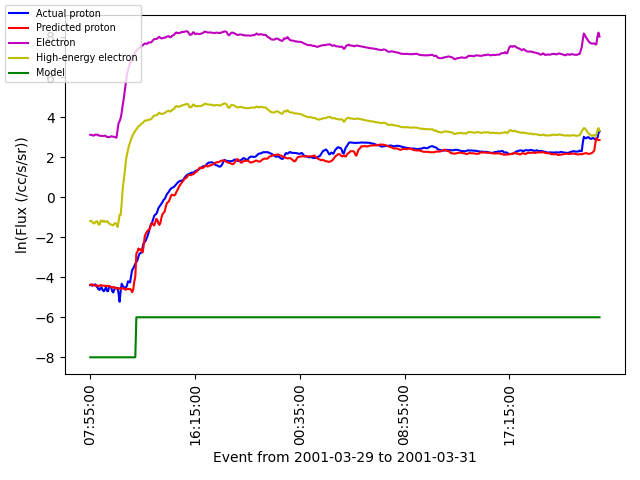 Actual proton
Predicted proton
Electron
High-energy electron
Model
8
6
4
2
0
−2
−4
−6
−8
ln(Flux (/cc/s/sr))
07:55:00
16:15:00
00:35:00
08:55:00
17:15:00
Event from 2001-03-29 to 2001-03-31